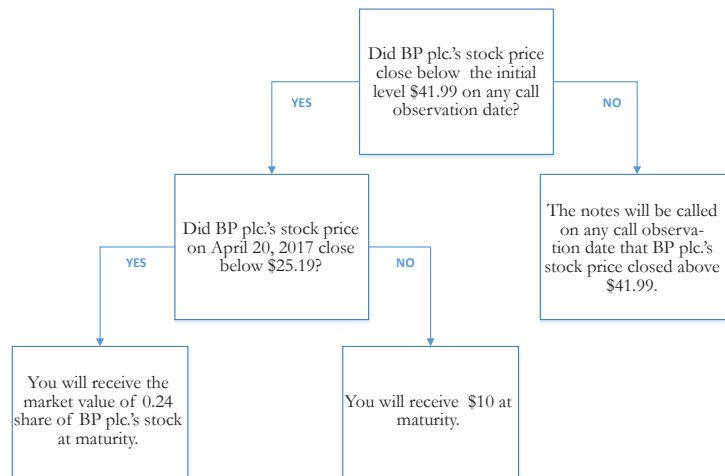 Did BP plc.'s stock price
close below the initial
level $41.99 on any call
observation date?
YES
NO
Did BP plc.'s stock price
on April 20, 2017 close
below $25.19?
The notes will be called
on any call observa-
tion date that BP plc.'s
stock price closed above
$41.99.
YES
NO
You will receive the
market value of 0.24
share of BP plc.'s stock
at maturity.
You will receive $10 at
maturity.